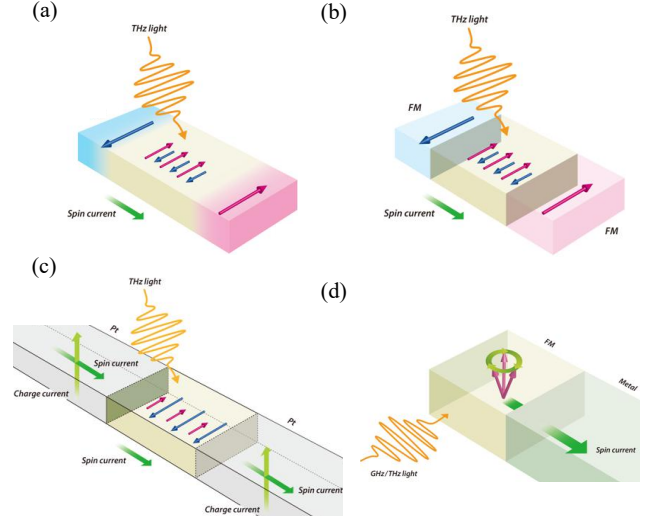 (a)
THz light
Spin current
(b)
THz light
FM
Spin current
FM
(c)
THz light
Pt
Spin current
Charge current
Pt
Spin current
Spin current
Charge current
(d)
FM
Metal
Spin current
GHz/THz light